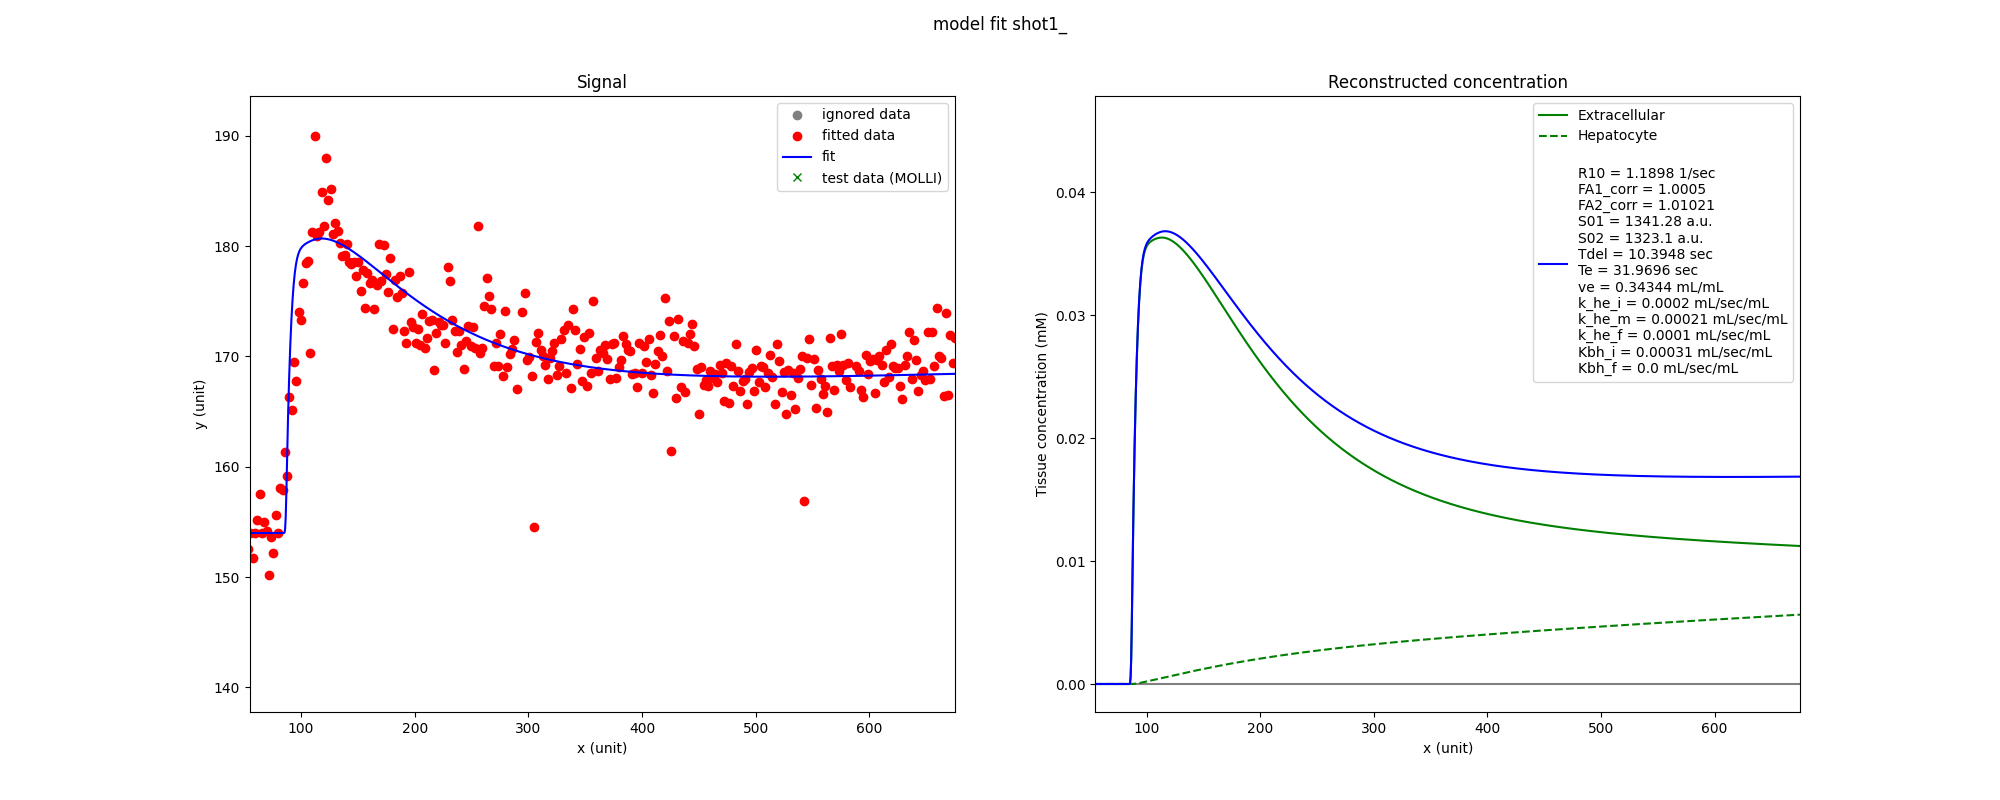 model fit shot1_
Signal
ignored data
fitted data
fit
test data (MOLLI)
190
180
170
160
150
140
y (unit)
100 200 300 400 500 600
x (unit)
Reconstructed concentration
Extracellular
Hepatocyte
R10 = 1.1898 1/sec
FA1_corr = 1.0005
FA2_corr = 1.01021
S01 = 1341.28 a.u.
S02 = 1323.1 a.u.
Tdel = 10.3948 sec
Te = 31.9696 sec
ve = 0.34344 mL/mL
k_he_i = 0.0002 mL/sec/mL
k_he_m = 0.00021 mL/sec/mL
k_he_f = 0.0001 mL/sec/mL
Kbh_i = 0.00031 mL/sec/mL
Kbh_f = 0.0 mL/sec/mL
0.04
0.03
0.02
0.01
0.00
Tissue concentration (mM)
100 200 300 400 500 600
x (unit)